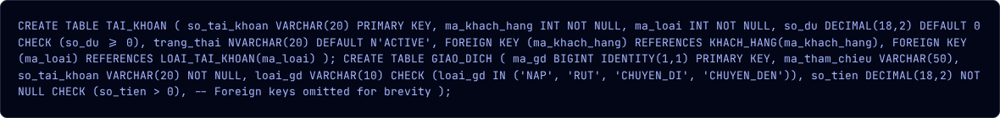 CREATE TABLE TAI_KHOAN ( so_tai_khoan VARCHAR(20) PRIMARY KEY, ma_khach_hang INT NOT NULL, ma_loai INT NOT NULL, so_du DECIMAL(18,2) DEFAULT 0
CHECK (so_du >= 0), trang_thai NVARCHAR(20) DEFAULT N'ACTIVE', FOREIGN KEY (ma_khach_hang) REFERENCES KHACH_HANG(ma_khach_hang), FOREIGN KEY
(ma_loai) REFERENCES LOAI_TAI_KHOAN(ma_loai) ); CREATE TABLE GIAO_DICH ( ma_gd BIGINT IDENTITY(1,1) PRIMARY KEY, ma_tham_chieu VARCHAR(50),
so_tai_khoan VARCHAR(20) NOT NULL, loai_gd VARCHAR(10) CHECK (loai_gd IN ('NAP', 'RUT', 'CHUYEN_DI', 'CHUYEN_DEN')), so_tien DECIMAL(18,2) NOT
NULL CHECK (so_tien > 0), -- Foreign keys omitted for brevity );